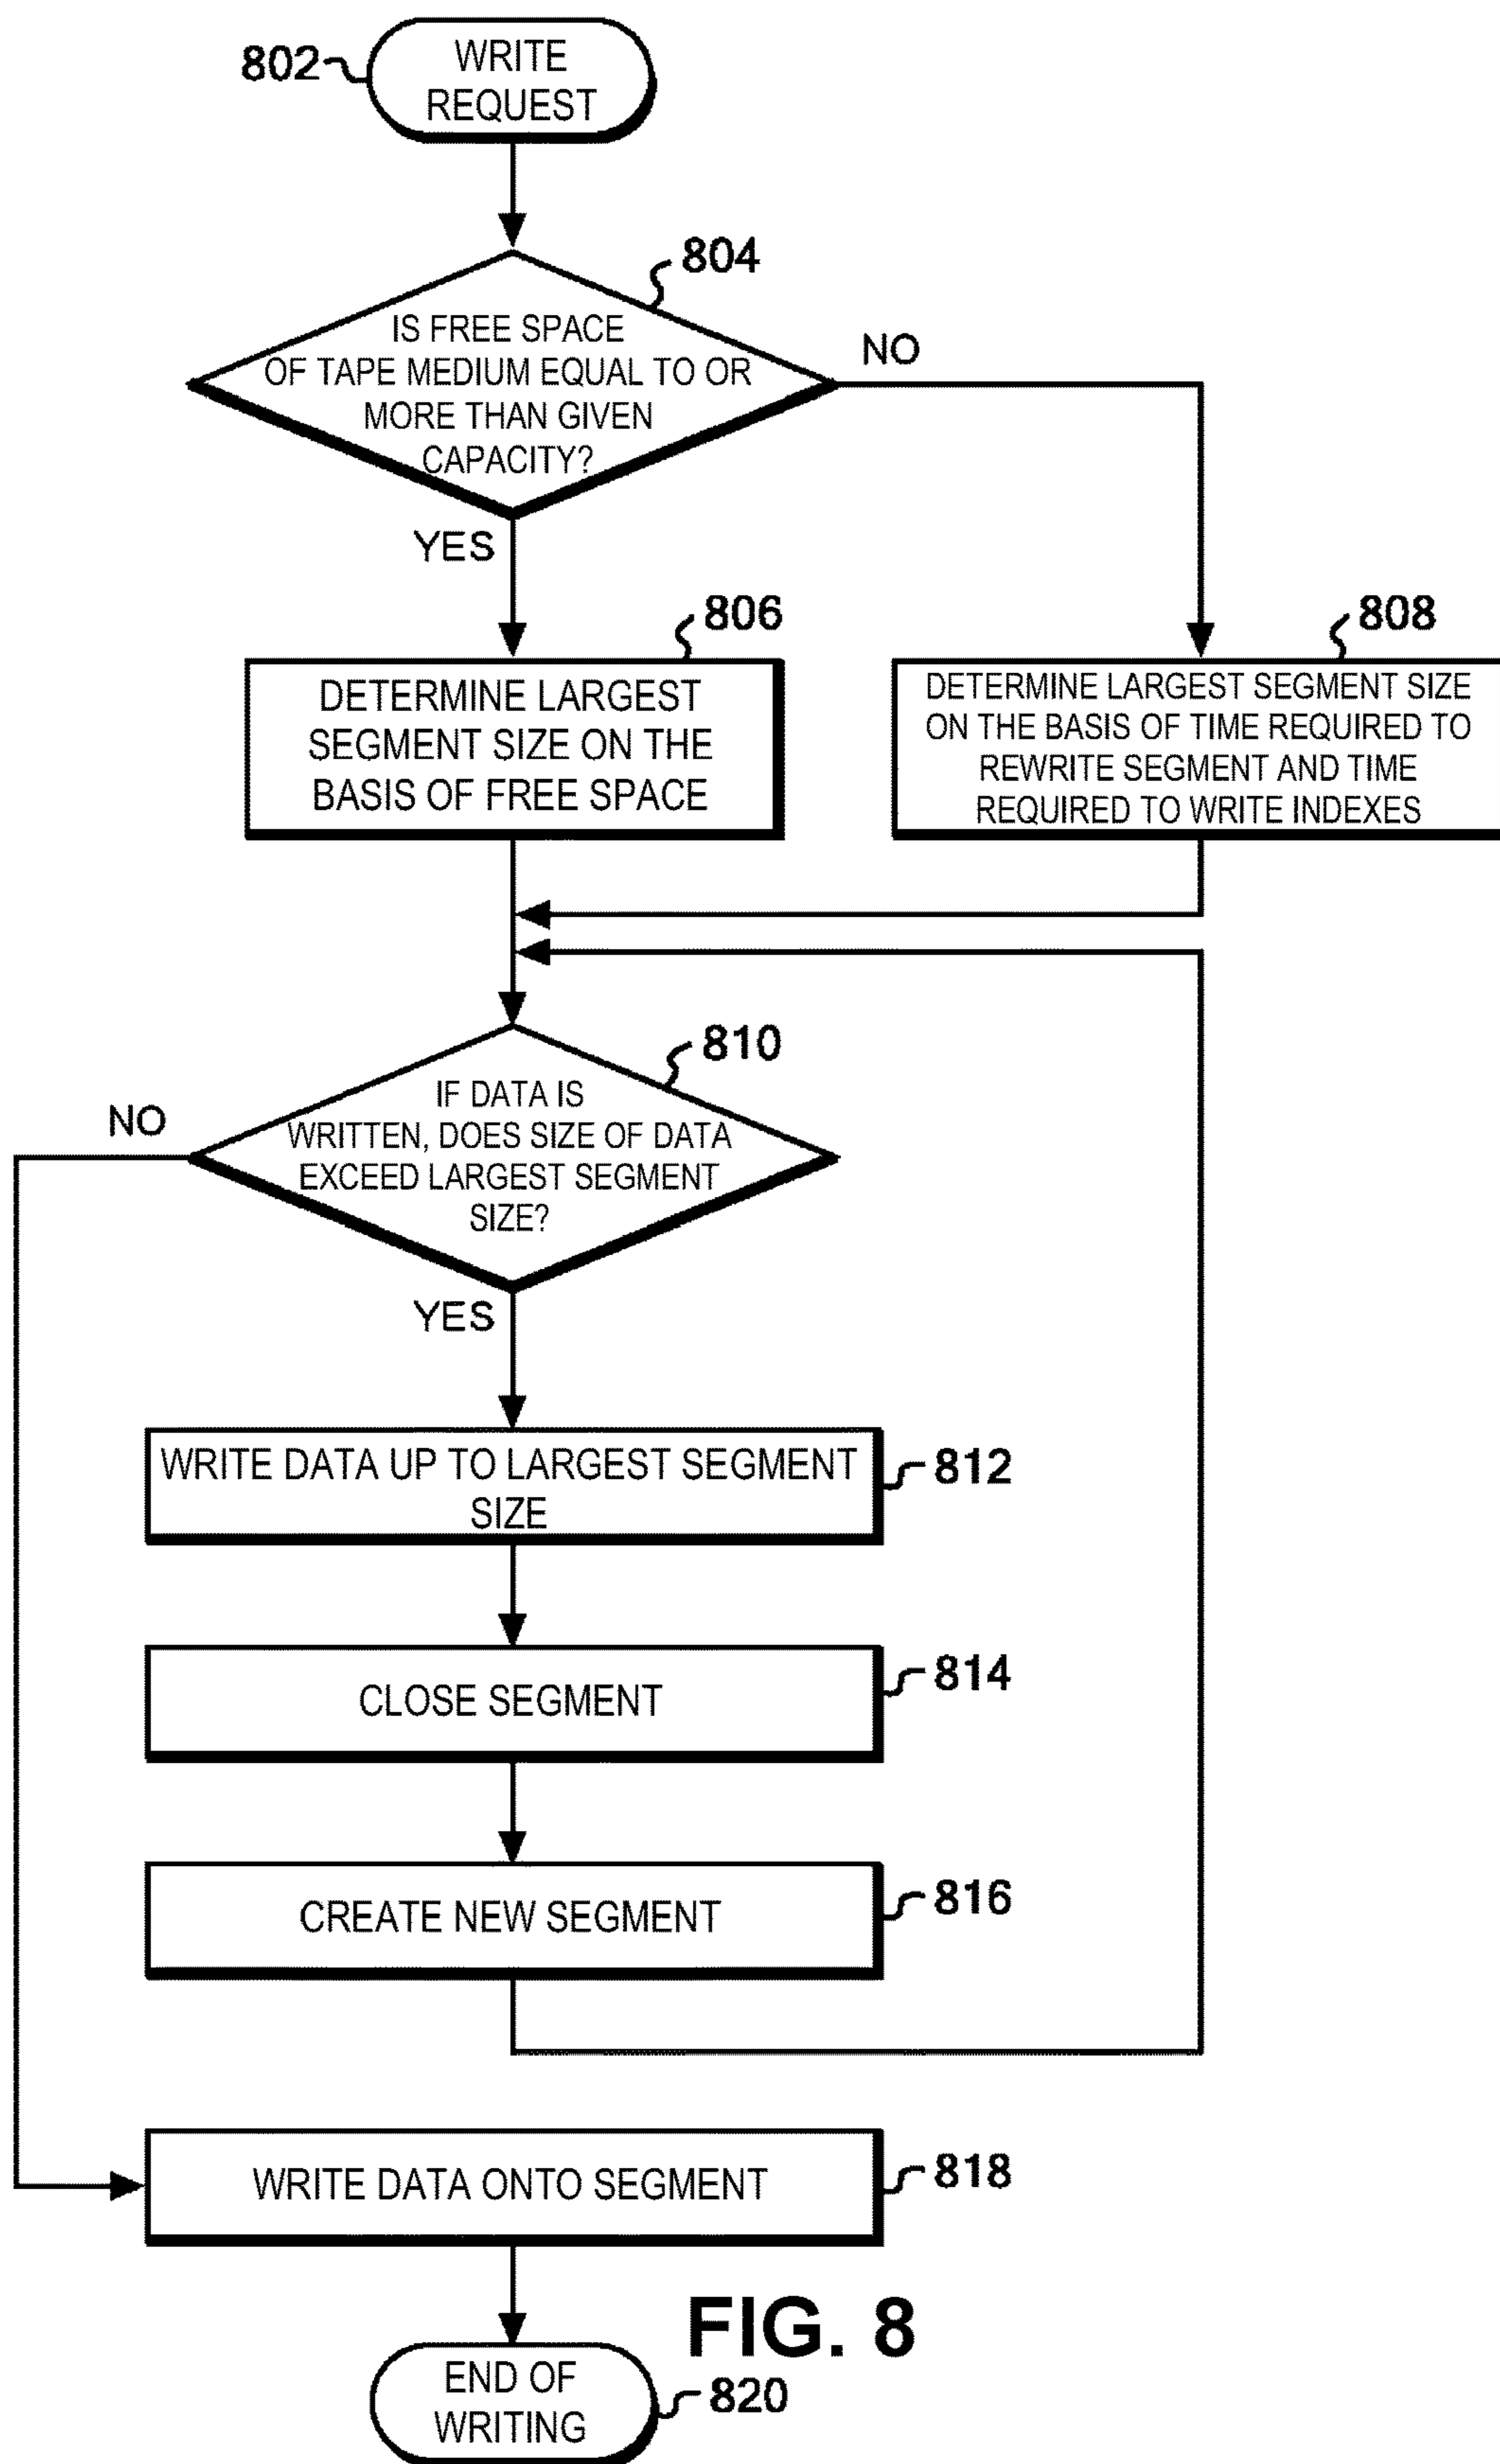 802
WRITE
REQUEST
804
IS FREE SPACE
OF TAPE MEDIUM EQUAL TO OR
MORE THAN GIVEN
CAPACITY?
NO
YES
806
DETERMINE LARGEST
SEGMENT SIZE ON THE
BASIS OF FREE SPACE
808
DETERMINE LARGEST SEGMENT SIZE
ON THE BASIS OF TIME REQUIRED TO
REWRITE SEGMENT AND TIME
REQUIRED TO WRITE INDEXES
810
IF DATA IS
WRITTEN, DOES SIZE OF DATA
EXCEED LARGEST SEGMENT
SIZE?
NO
YES
WRITE DATA UP TO LARGEST SEGMENT
SIZE
812
CLOSE SEGMENT
814
CREATE NEW SEGMENT
816
WRITE DATA ONTO SEGMENT
818
FIG. 8
END OF
WRITING
820